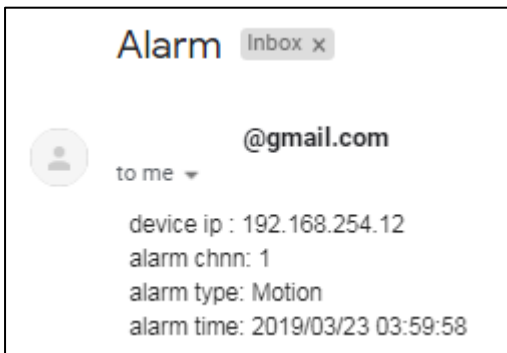 Alarm Inbox x
@gmail.com
to me
device ip : 192.168.254.12
alarm chnn: 1
alarm type: Motion
alarm time: 2019/03/23 03:59:58